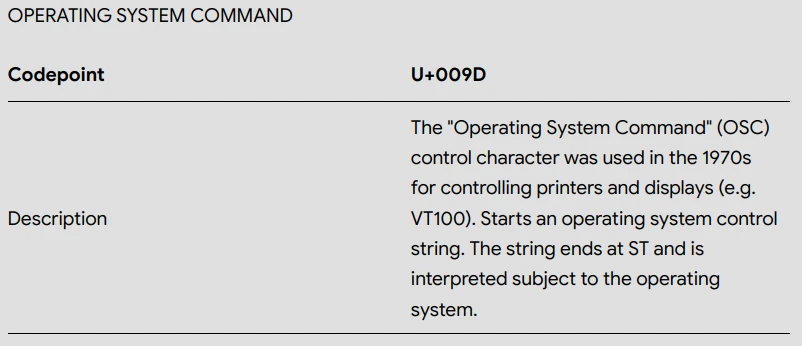 OPERATING SYSTEM COMMAND
Codepoint U+009D
Description
The "Operating System Command" (OSC)
control character was used in the 1970s
for controlling printers and displays (e.g.
VT100). Starts an operating system control
string. The string ends at ST and is
interpreted subject to the operating
system.